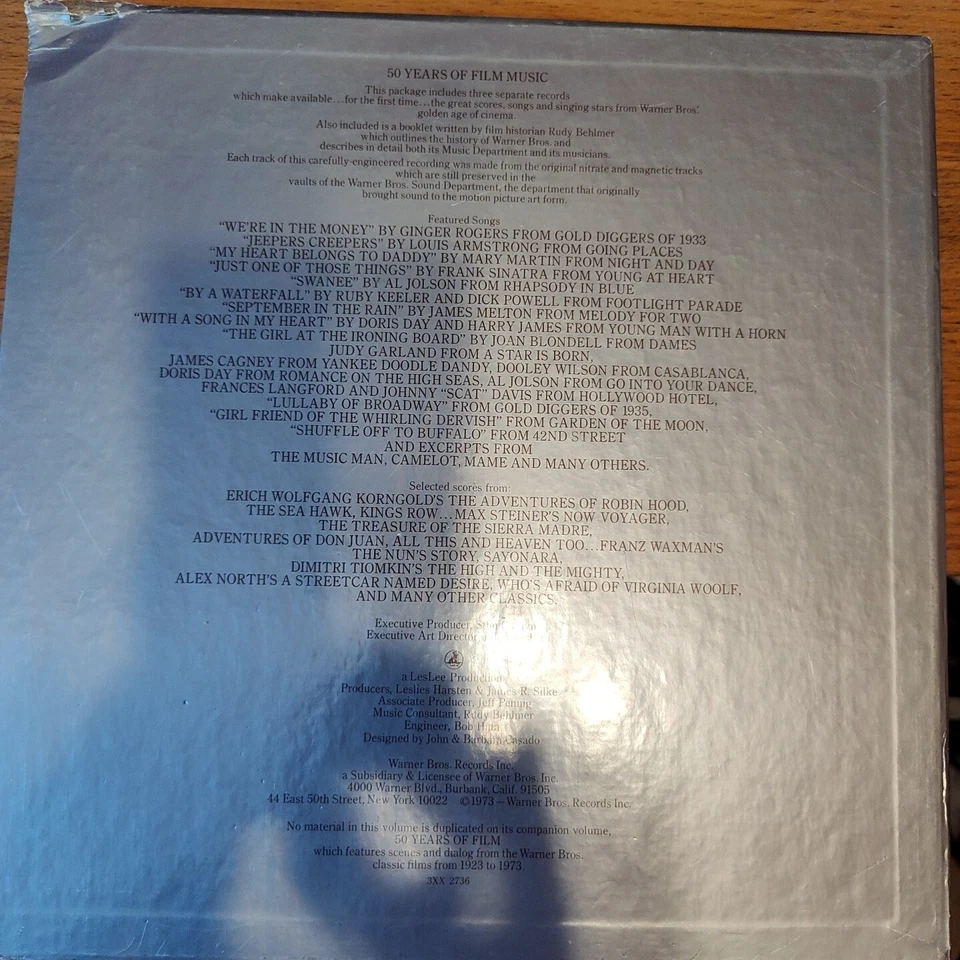 50 YEARS OF FILM MUSIC
This package includes three separate records
which make available...for the first time...the great scores, songs and singing stars from Warner Bros.'
golden age of cinema.
Also included is a booklet written by film historian Rudy Behlmer
which outlines the history of Warner Bros. and
describes in detail both its Music Department and its musicians.
Each track of this carefully-engineered recording was made from the original nitrate and magnetic tracks
which are still preserved in the
vaults of the Warner Bros. Sound Department, the department that originally
brought sound to the motion picture art form.
Featured Songs
"WE'RE IN THE MONEY" BY GINGER ROGERS FROM GOLD DIGGERS OF 1933
"JEEPERS CREEPERS" BY LOUIS ARMSTRONG FROM GOING PLACES
"MY HEART BELONGS TO DADDY" BY MARY MARTIN FROM NIGHT AND DAY
"JUST ONE OF THOSE THINGS" BY FRANK SINATRA FROM YOUNG AT HEART
"SWANEE" BY AL JOLSON FROM RHAPSODY IN BLUE
"BY A WATERFALL" BY RUBY KEELER AND DICK POWELL FROM FOOTLIGHT PARADE
"SEPTEMBER IN THE RAIN" BY JAMES MELTON FROM MELODY FOR TWO
"WITH A SONG IN MY HEART" BY DORIS DAY AND HARRY JAMES FROM YOUNG MAN WITH A HORN
"THE GIRL AT THE IRONING BOARD" BY JOAN BLONDELL FROM DAMES
JUDY GARLAND FROM A STAR IS BORN,
JAMES CAGNEY FROM YANKEE DOODLE DANDY, DOOLEY WILSON FROM CASABLANCA,
DORIS DAY FROM ROMANCE ON THE HIGH SEAS, AL JOLSON FROM GO INTO YOUR DANCE,
FRANCES LANGFORD AND JOHNNY "SCAT" DAVIS FROM HOLLYWOOD HOTEL,
"LULLABY OF BROADWAY" FROM GOLD DIGGERS OF 1935,
"GIRL FRIEND OF THE WHIRLING DERVISH" FROM GARDEN OF THE MOON,
"SHUFFLE OFF TO BUFFALO" FROM 42ND STREET
AND EXCERPTS FROM
THE MUSIC MAN, CAMELOT, MAME AND MANY OTHERS.
Selected scores from:
ERICH WOLFGANG KORNGOLD'S THE ADVENTURES OF ROBIN HOOD,
THE SEA HAWK, KINGS ROW...MAX STEINER'S NOW VOYAGER,
THE TREASURE OF THE SIERRA MADRE,
ADVENTURES OF DON JUAN, ALL THIS AND HEAVEN TOO...FRANZ WAXMAN'S
THE NUN'S STORY, SAYONARA,
DIMITRI TIOMKIN'S THE HIGH AND THE MIGHTY,
ALEX NORTH'S A STREETCAR NAMED DESIRE, WHO'S AFRAID OF VIRGINIA WOOLF,
AND MANY OTHER CLASSICS.
Executive Producer,
Executive Art Director,
a LesLee Production
Producers, Leslies Harsten & James R. Silke
Associate Producer, Jeff
Music Consultant, Rudy Behlmer
Engineer, Bob
Designed by John & Barbara Casado
Warner Bros. Records Inc.
a Subsidiary & Licensee of Warner Bros. Inc.
4000 Warner Blvd., Burbank, Calif. 91505
44 East 50th Street, New York 10022 ©1973 – Warner Bros. Records Inc.
No material in this volume is duplicated on its companion volume,
50 YEARS OF FILM
which features scenes and dialog from the Warner Bros.
classic films from 1923 to 1973.
3XX 2736